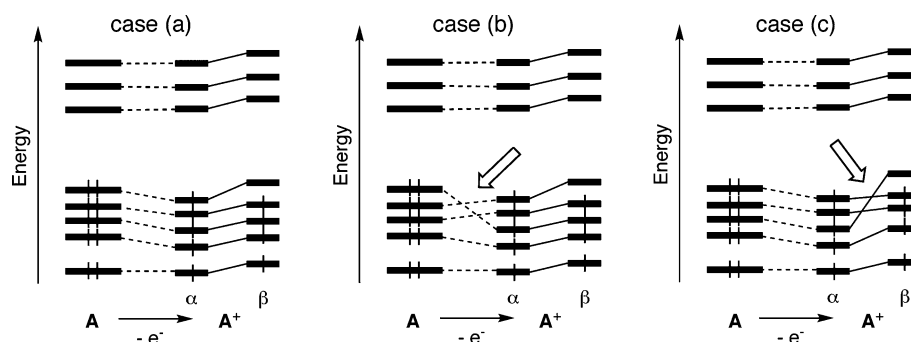 case (a)
case (b)
case (c)
Energy
Energy
Energy
α
β
α
β
α
β
A
A⁺
A
A⁺
A
A⁺
- e⁻
- e⁻
- e⁻